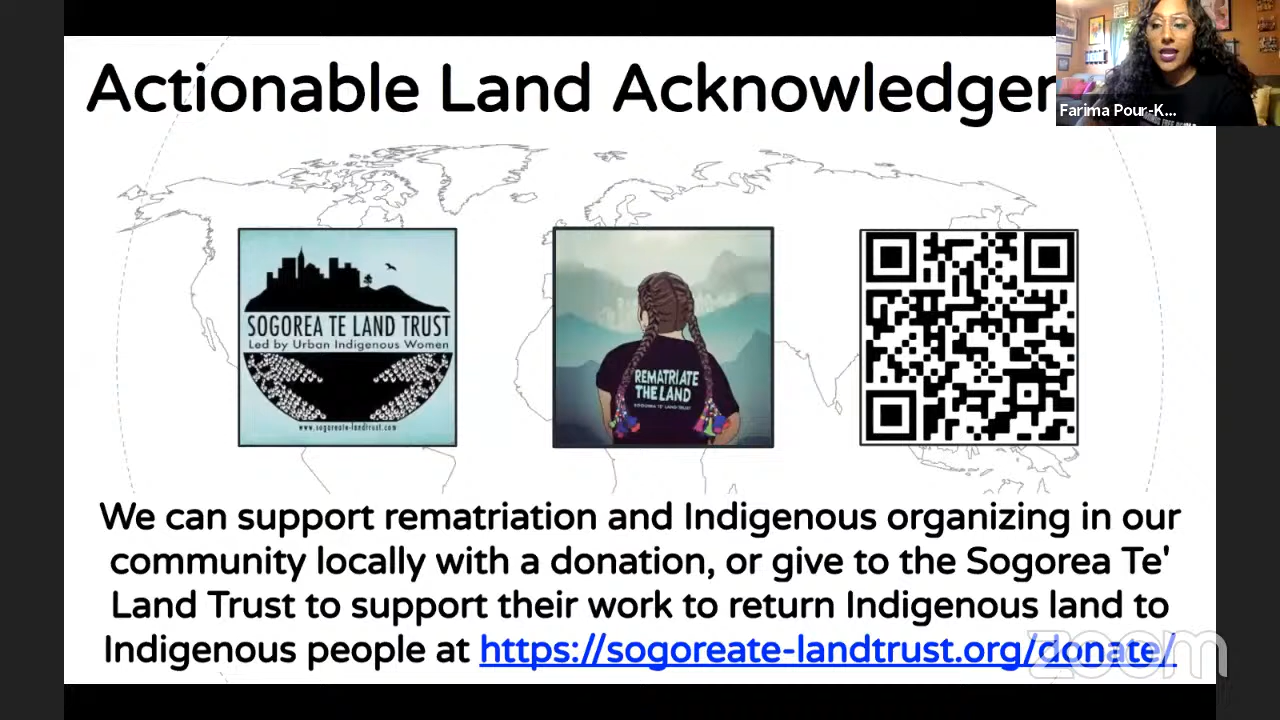 Actionable Land Acknowledgem
Farima Pour-K...
SOGOREA TE LAND TRUST
Led by Urban Indigenous Women
www.sogoreate-landtrust.com
REMATRIATE
THE LAND
SOGOREA TE' LAND TRUST
We can support rematriation and Indigenous organizing in our
community locally with a donation, or give to the Sogorea Te'
Land Trust to support their work to return Indigenous land to
Indigenous people at https://sogoreate-landtrust.org/donate/
zoom